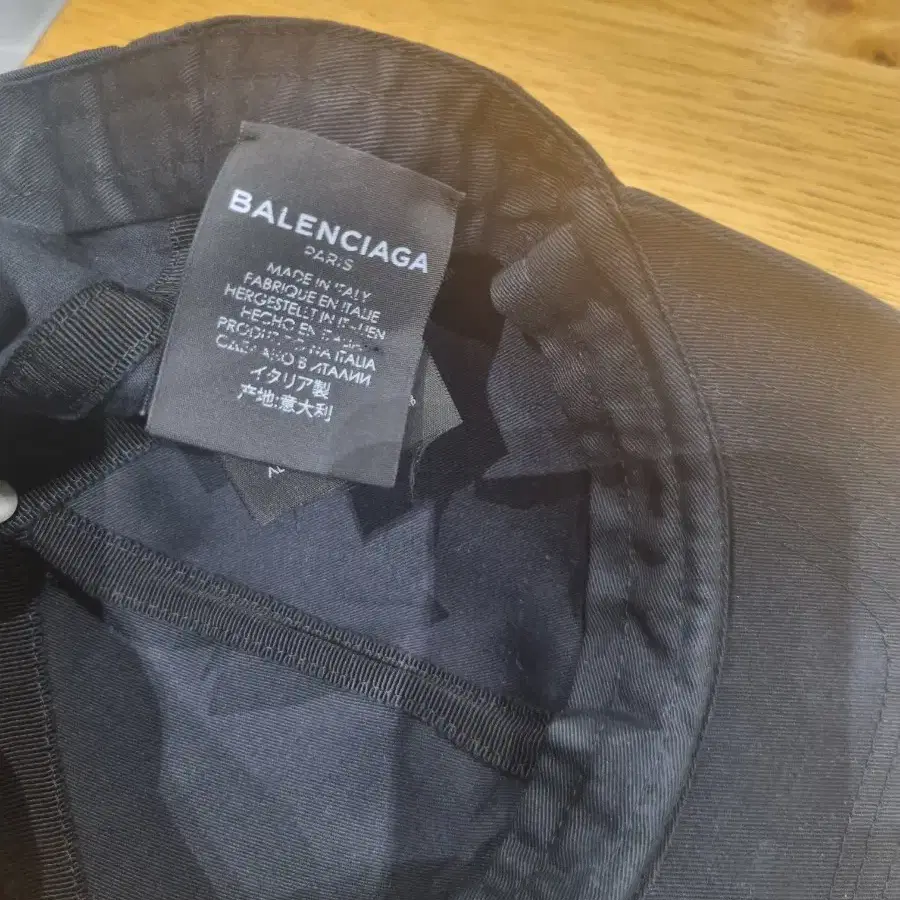 BALENCIAGA
PARIS
MADE IN ITALY
FABRIQUE EN ITALIE
HERGESTELLT IN ITALIEN
HECHO EN ITALIA
PRODOTTO IN ITALIA
СДЕЛАНО В ИТАЛИИ
イタリア製
产地:意大利